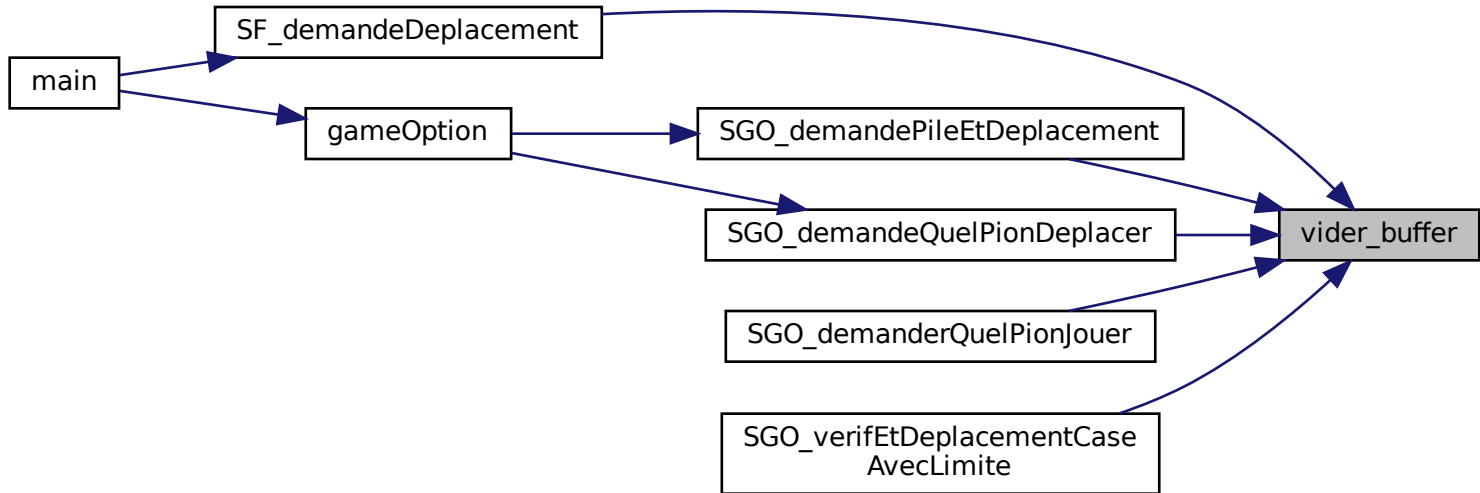 SF_demandeDeplacement
main
gameOption
SGO_demandePileEtDeplacement
SGO_demandeQuelPionDeplacer
vider_buffer
SGO_demanderQuelPionJouer
SGO_verifEtDeplacementCase
AvecLimite